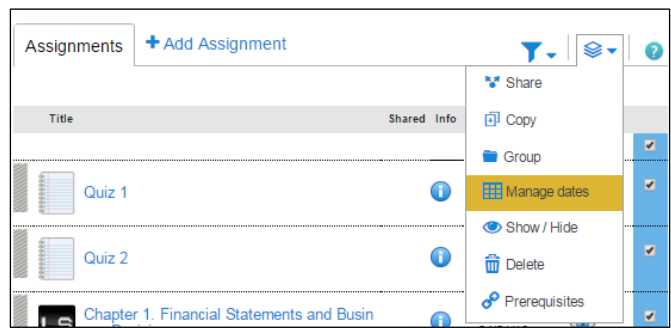 Assignments
+ Add Assignment
?
Share
Title
Shared
Info
Copy
Group
Quiz 1
i
Manage dates
Show / Hide
Quiz 2
i
Delete
LS
Chapter 1. Financial Statements and Busin
i
Prerequisites